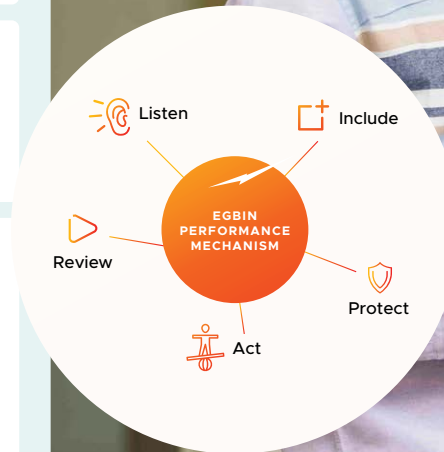 Listen
Include
EGBIN
PERFORMANCE
MECHANISM
Review
Protect
Act